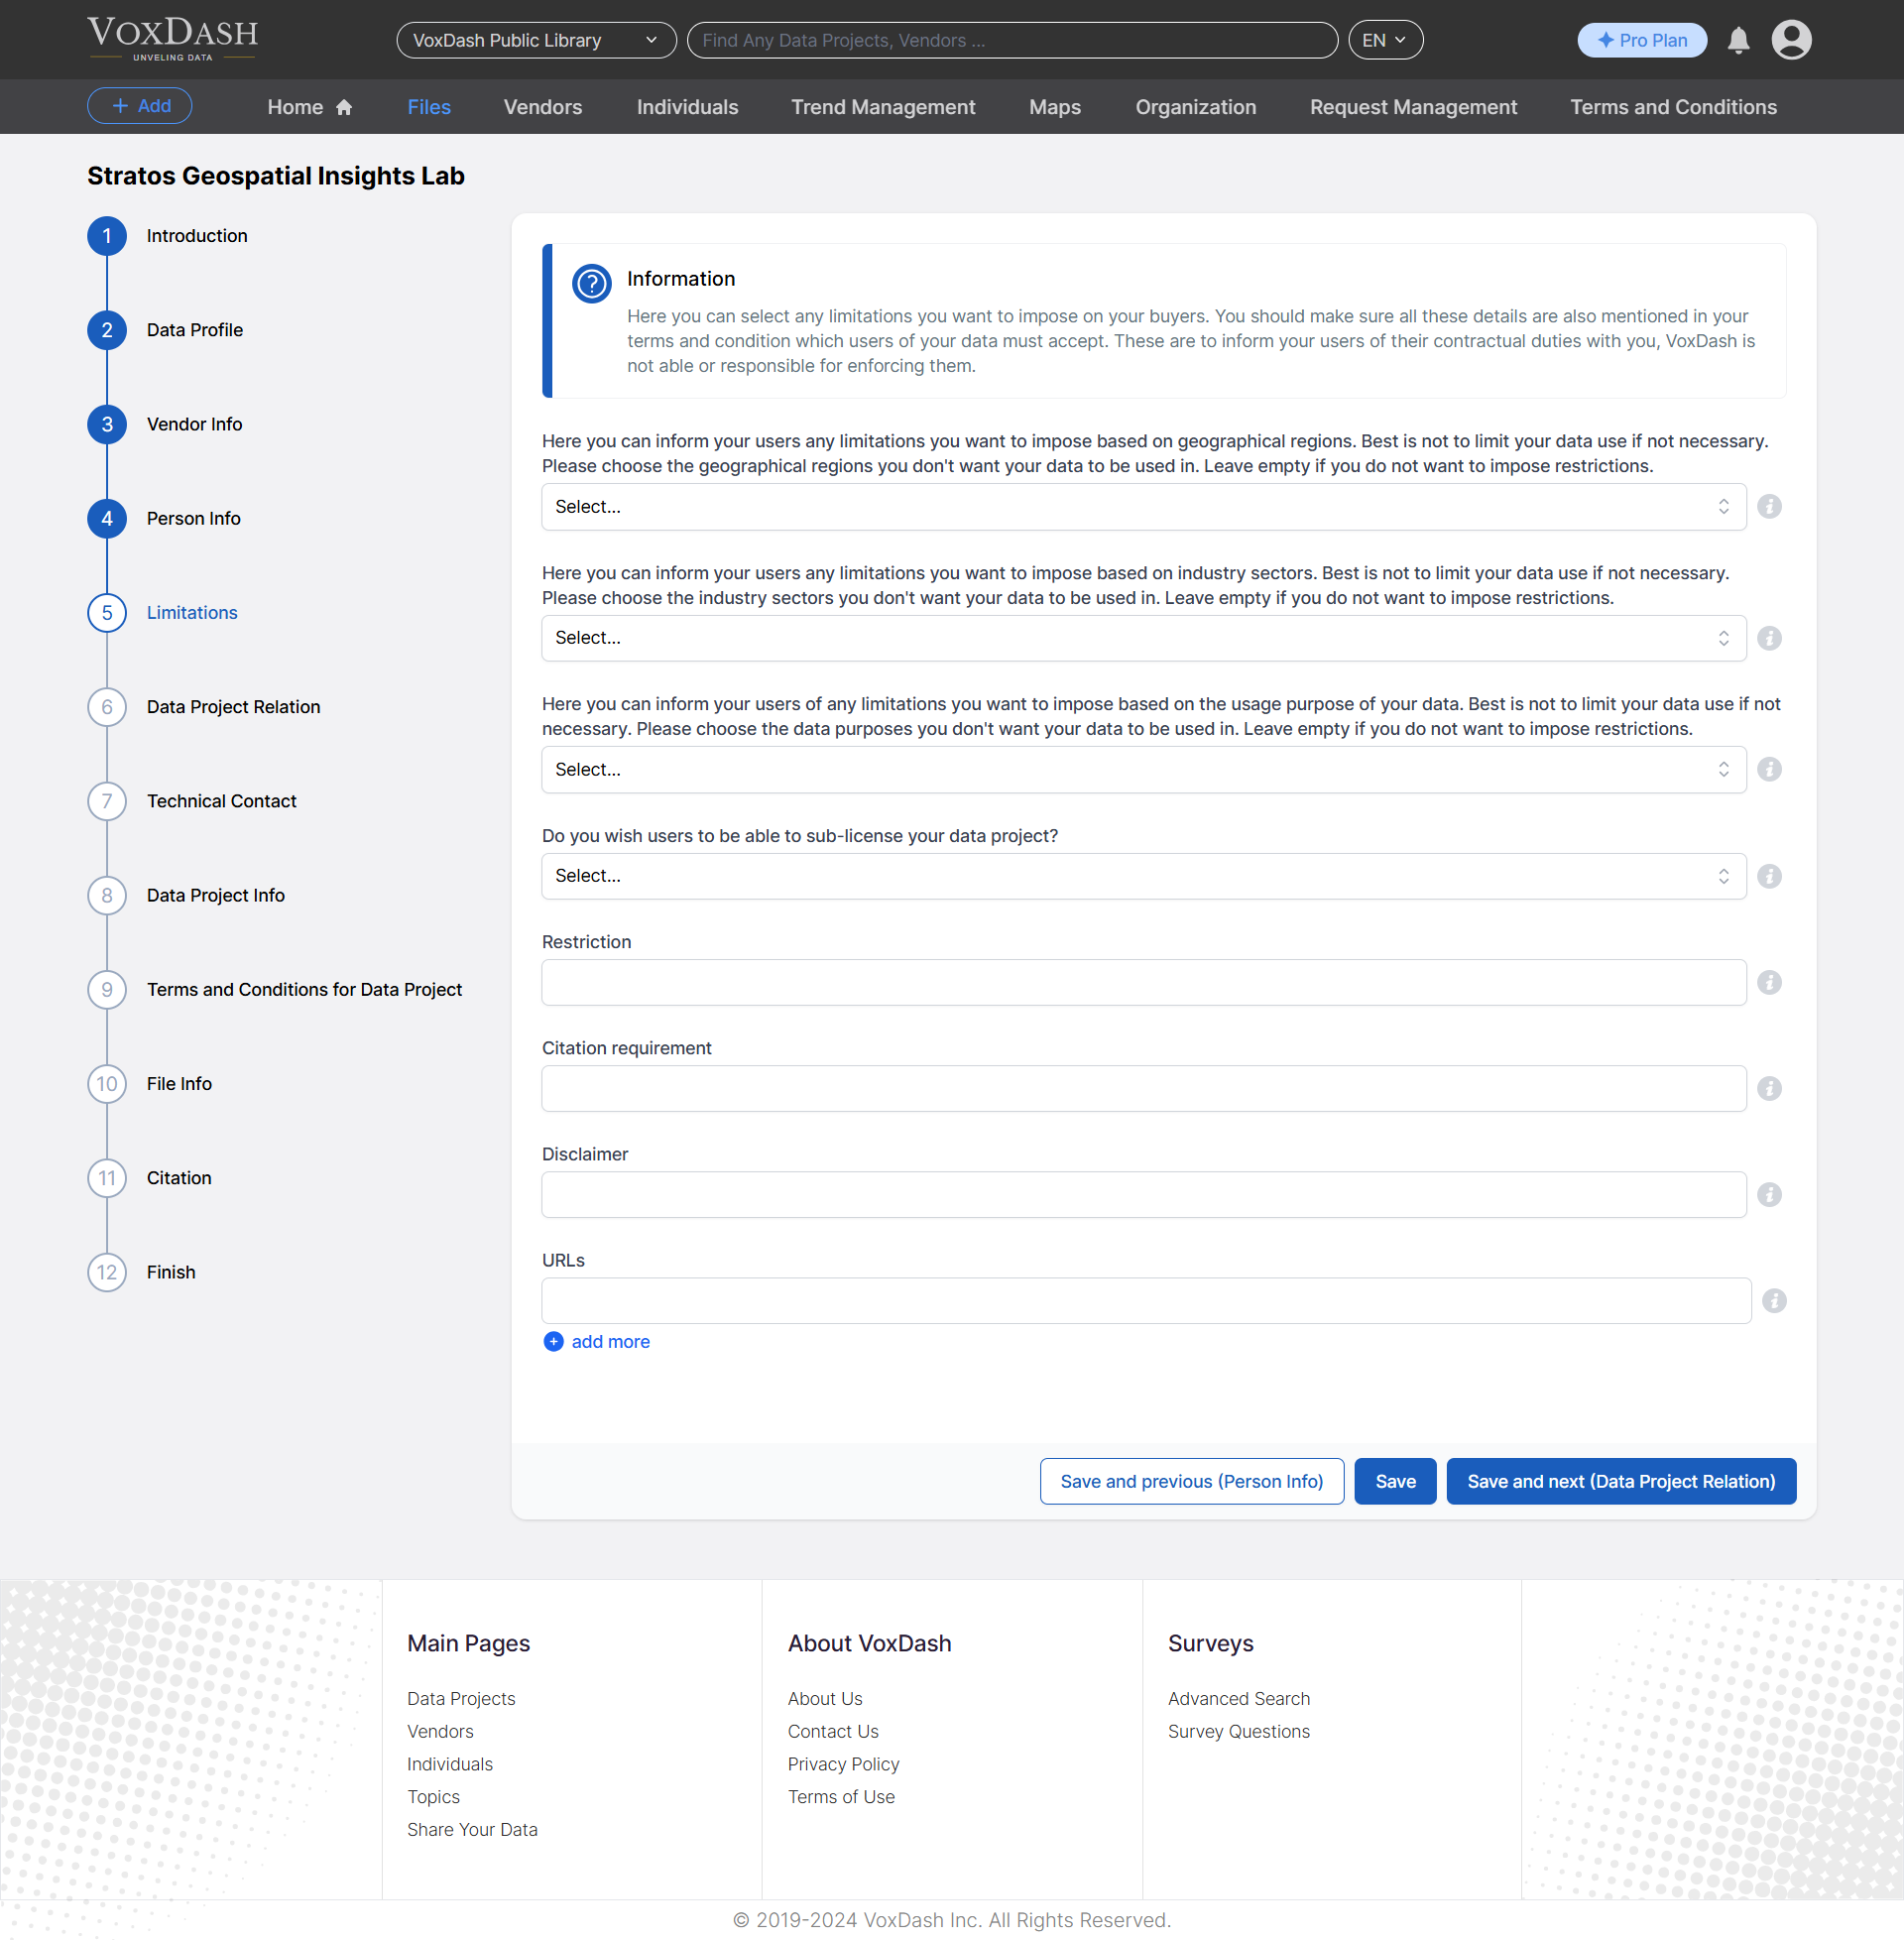 VOXDASH
UNVELING DATA
VoxDash Public Library
Find Any Data Projects, Vendors ...
EN
Pro Plan
+ Add
Home
Files
Vendors
Individuals
Trend Management
Maps
Organization
Request Management
Terms and Conditions
Stratos Geospatial Insights Lab
1 Introduction
2 Data Profile
3 Vendor Info
4 Person Info
5 Limitations
6 Data Project Relation
7 Technical Contact
8 Data Project Info
9 Terms and Conditions for Data Project
10 File Info
11 Citation
12 Finish
Information
Here you can select any limitations you want to impose on your buyers. You should make sure all these details are also mentioned in your
terms and condition which users of your data must accept. These are to inform your users of their contractual duties with you, VoxDash is
not able or responsible for enforcing them.
Here you can inform your users any limitations you want to impose based on geographical regions. Best is not to limit your data use if not necessary.
Please choose the geographical regions you don't want your data to be used in. Leave empty if you do not want to impose restrictions.
Select...
Here you can inform your users any limitations you want to impose based on industry sectors. Best is not to limit your data use if not necessary.
Please choose the industry sectors you don't want your data to be used in. Leave empty if you do not want to impose restrictions.
Select...
Here you can inform your users of any limitations you want to impose based on the usage purpose of your data. Best is not to limit your data use if not
necessary. Please choose the data purposes you don't want your data to be used in. Leave empty if you do not want to impose restrictions.
Select...
Do you wish users to be able to sub-license your data project?
Select...
Restriction
Citation requirement
Disclaimer
URLs
add more
Save and previous (Person Info)
Save
Save and next (Data Project Relation)
Main Pages
Data Projects
Vendors
Individuals
Topics
Share Your Data
About VoxDash
About Us
Contact Us
Privacy Policy
Terms of Use
Surveys
Advanced Search
Survey Questions
© 2019-2024 VoxDash Inc. All Rights Reserved.